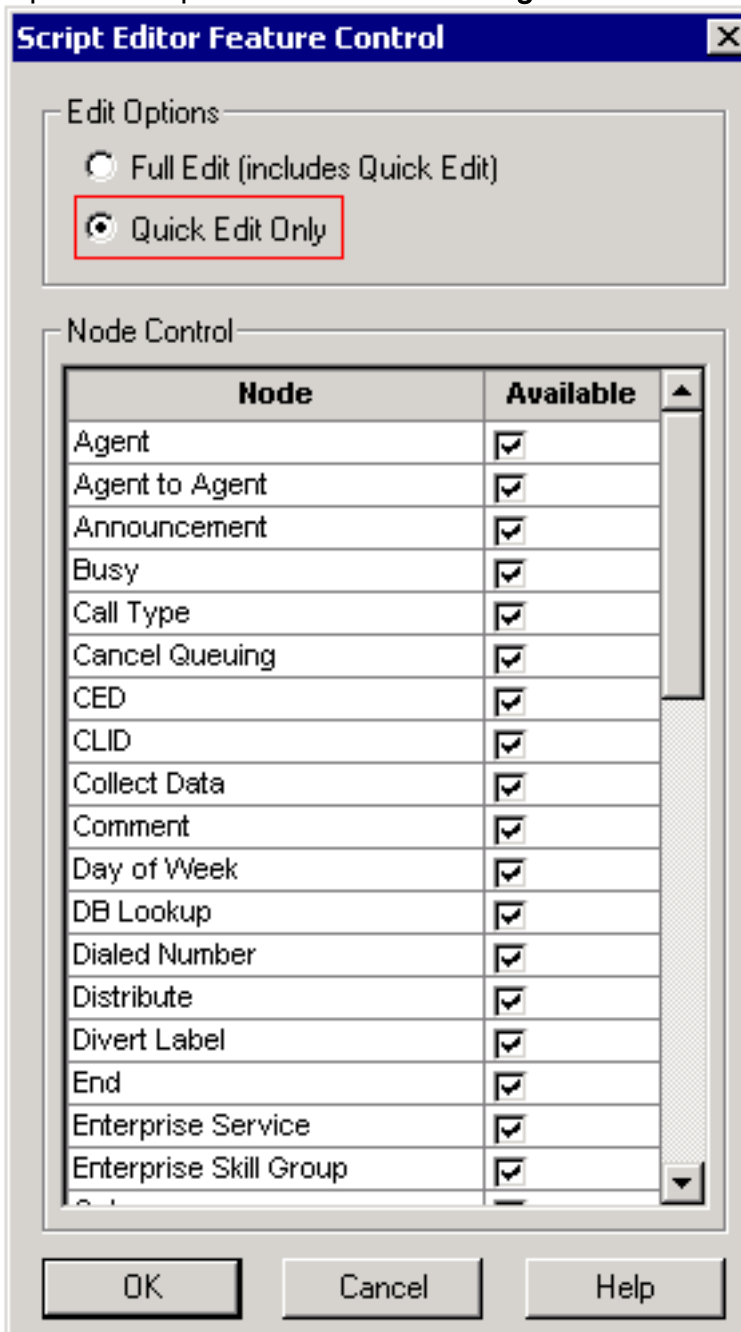 Script Editor Feature Control
Edit Options
Full Edit (includes Quick Edit)
Quick Edit Only
Node Control
Node Available
Agent
Agent to Agent
Announcement
Busy
Call Type
Cancel Queuing
CED
CLID
Collect Data
Comment
Day of Week
DB Lookup
Dialed Number
Distribute
Divert Label
End
Enterprise Service
Enterprise Skill Group
OK Cancel Help